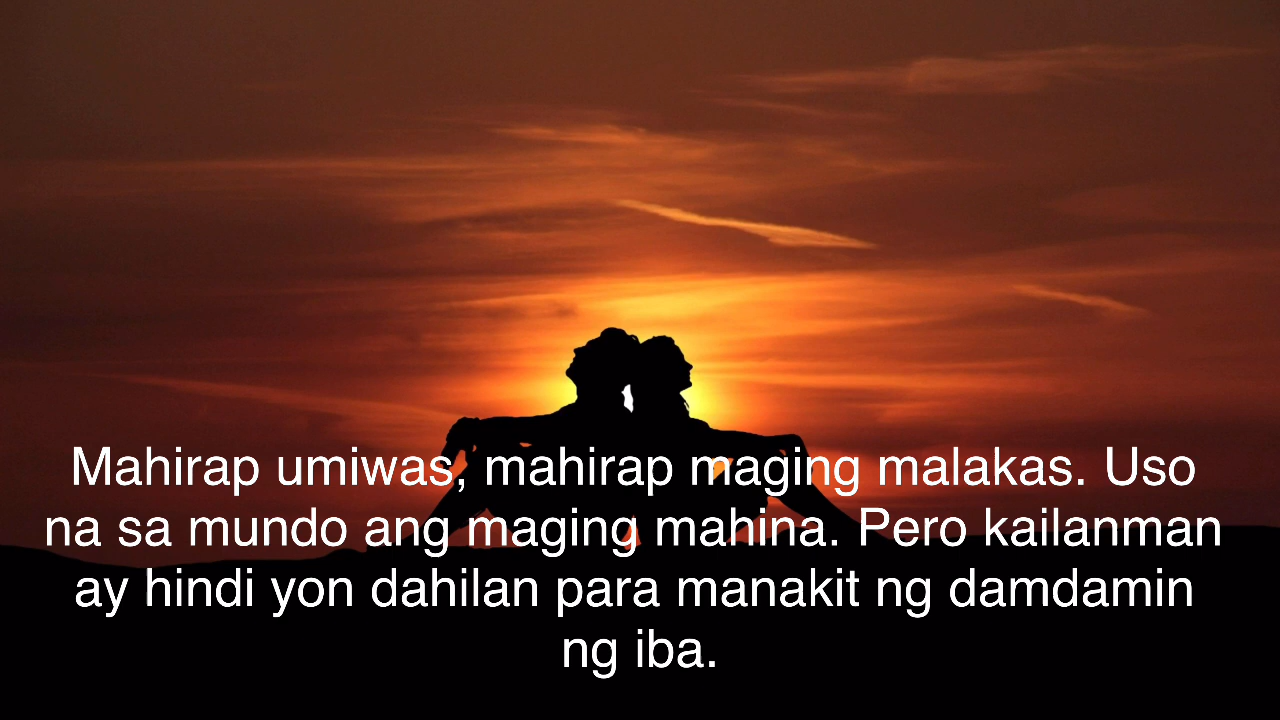 Mahirap umiwas, mahirap maging malakas. Uso
na sa mundo ang maging mahina. Pero kailanman
ay hindi yon dahilan para manakit ng damdamin
ng iba.